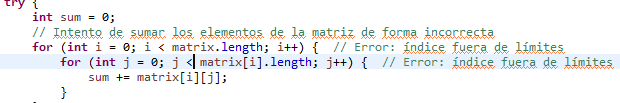 try {
int sum = 0;
// Intento de sumar los elementos de la matriz de forma incorrecta
for (int i = 0; i < matrix.length; i++) {  // Error: índice fuera de límites
for (int j = 0; j < matrix[i].length; j++) {  // Error: índice fuera de límites
sum += matrix[i][j];
}